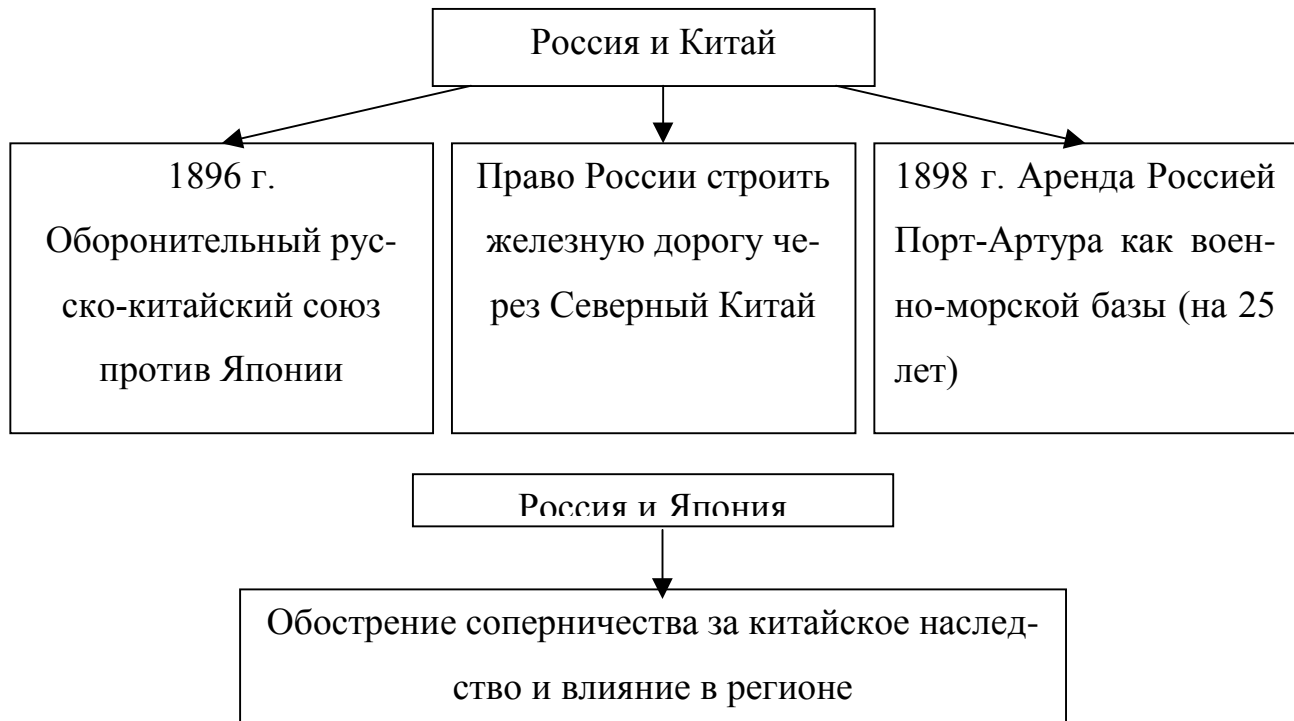 Россия и Китай
1896 г.
Оборонительный рус-
ско-китайский союз
против Японии
Право России строить
железную дорогу че-
рез Северный Китай
1898 г. Аренда Россией
Порт-Артура как воен-
но-морской базы (на 25
лет)
Россия и Япония
Обострение соперничества за китайское наслед-
ство и влияние в регионе